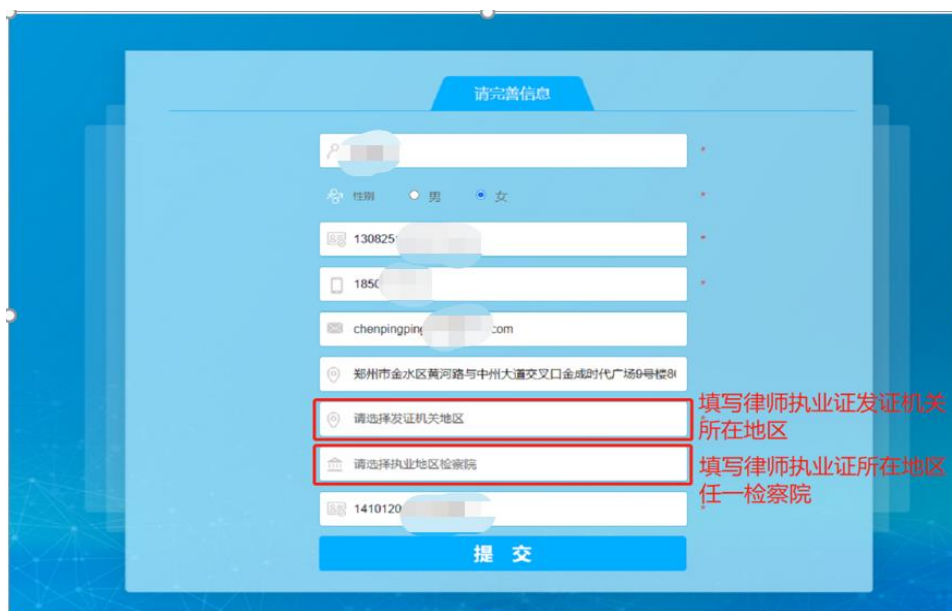 请完善信息
性别 男 女
130825
1850
chenpingping com
郑州市金水区黄河路与中州大道交叉口金成时代广场9号楼8
请选择发证机关地区
填写律师执业证发证机关
所在地区
请选择执业地区检察院
填写律师执业证所在地区
任一检察院
1410120
提 交